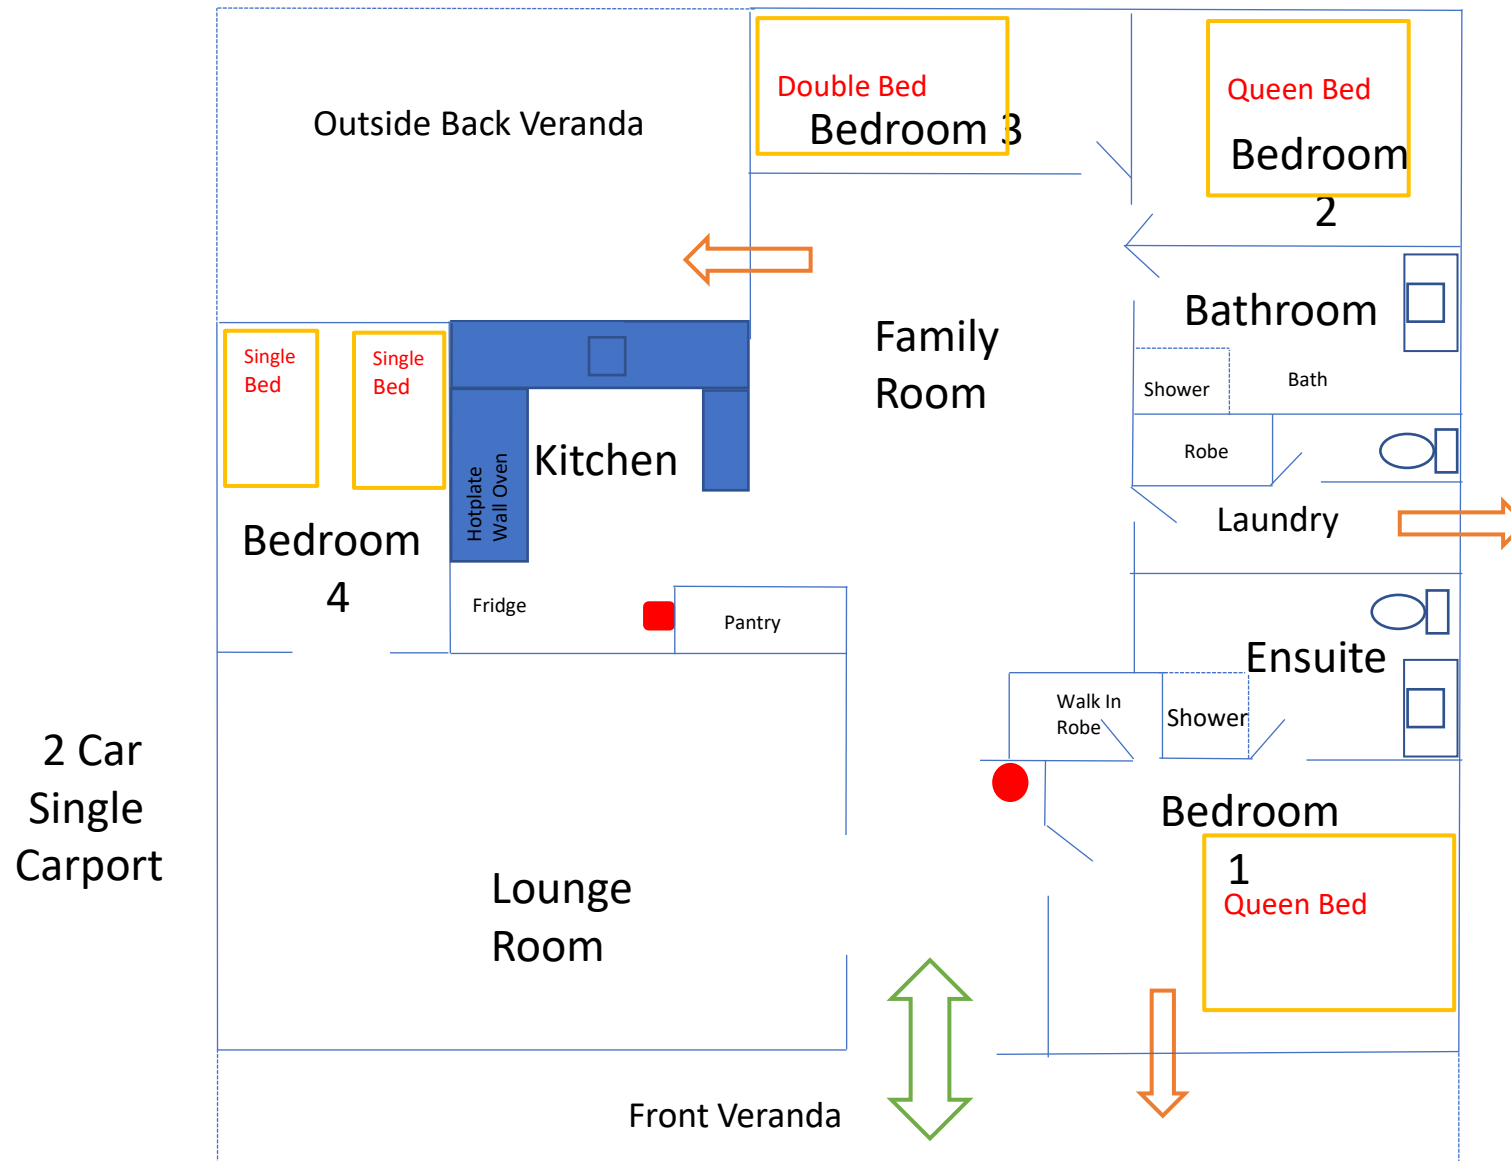 Outside Back Veranda
Double Bed
Bedroom 3
Queen Bed
Bedroom
2
Single
Bed
Single
Bed
Bedroom
4
Hotplate
Wall Oven
Kitchen
Fridge
Pantry
Family
Room
Bathroom
Shower
Bath
Robe
Laundry
Ensuite
Walk In
Robe
Shower
Bedroom
1
Queen Bed
2 Car
Single
Carport
Lounge
Room
Front Veranda